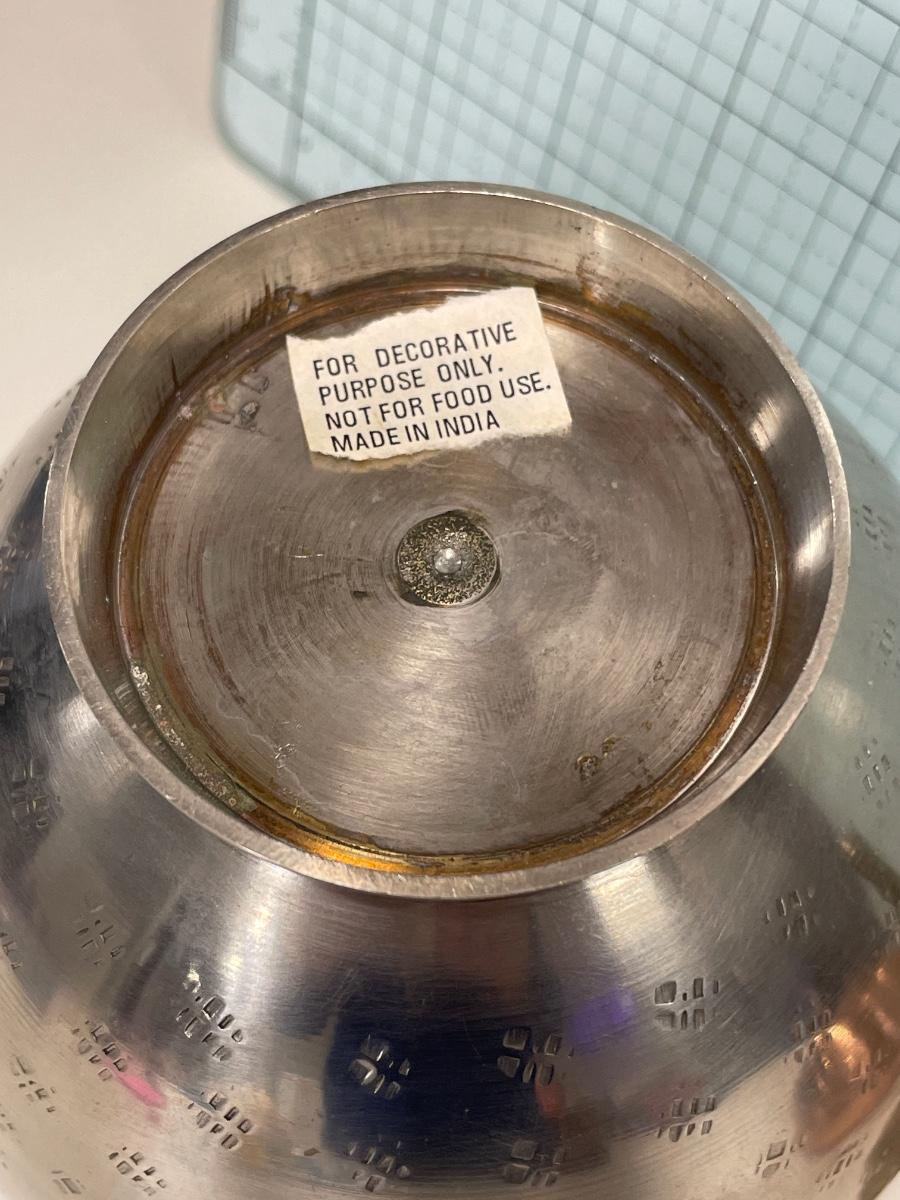 FOR DECORATIVE
PURPOSE ONLY.
NOT FOR FOOD USE.
MADE IN INDIA